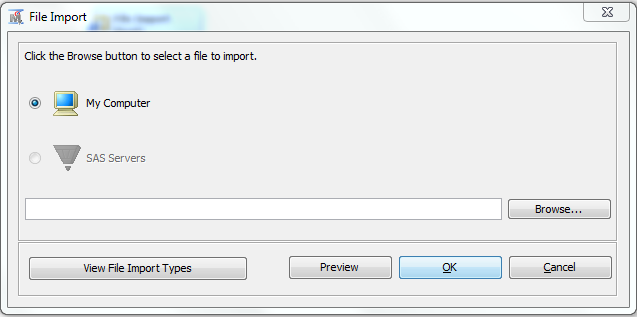 File Import
Click the Browse button to select a file to import.
My Computer
SAS Servers
Browse...
View File Import Types
Preview
OK
Cancel